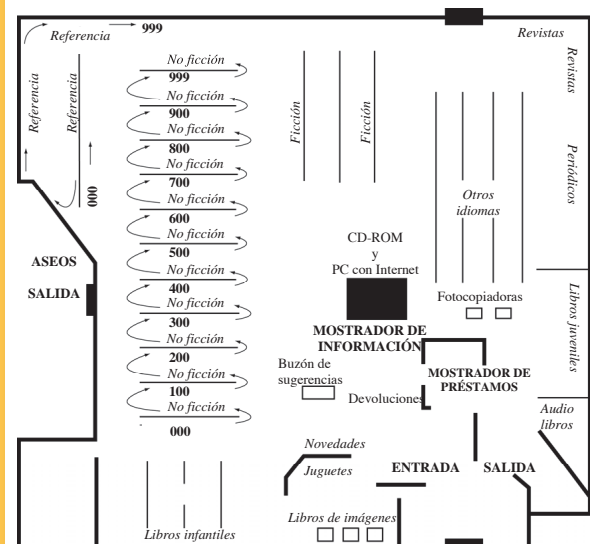 Referencia
999
Referencia
Referencia
000
ASEOS
SALIDA
No ficción
999
No ficción
900
No ficción
800
No ficción
700
No ficción
600
No ficción
500
No ficción
400
No ficción
300
No ficción
200
No ficción
100
No ficción
000
Ficción
Ficción
Revistas
Revistas
Periódicos
Otros
idiomas
CD-ROM
y
PC con Internet
Fotocopiadoras
MOSTRADOR DE
INFORMACIÓN
Libros juveniles
Buzón de
sugerencias
MOSTRADOR DE
PRÉSTAMOS
Devoluciones
Audio
libros
Novedades
Juguetes
ENTRADA
SALIDA
Libros infantiles
Libros de imágenes